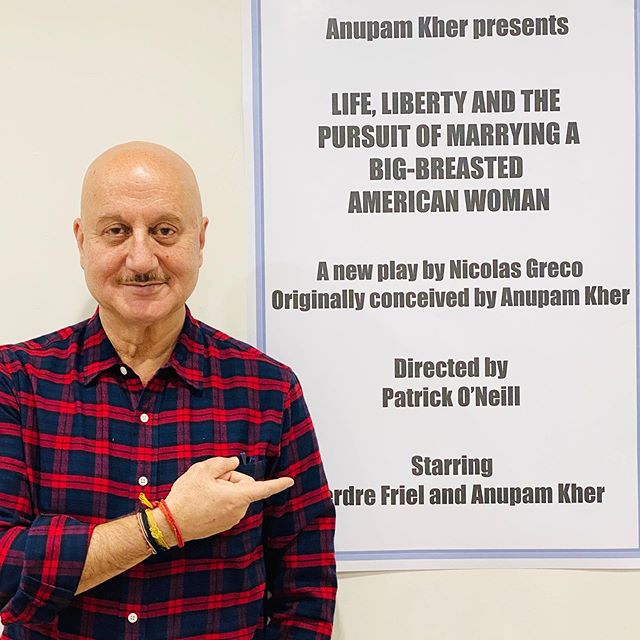 Anupam Kher presents
LIFE, LIBERTY AND THE
PURSUIT OF MARRYING A
BIG-BREASTED
AMERICAN WOMAN
A new play by Nicolas Greco
Originally conceived by Anupam Kher
Directed by
Patrick O'Neill
Starring
Friel and Anupam Kher